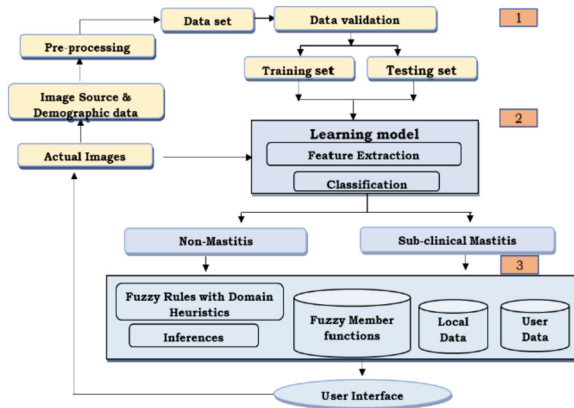 Data set
Data validation
1
Pre-processing
Training set
Testing set
Image Source &
Demographic data
2
Learning model
Feature Extraction
Actual Images
Classification
Non-Mastitis
Sub-clinical Mastitis
3
Fuzzy Rules with Domain
Heuristics
Inferences
Fuzzy Member
functions
Local
Data
User
Data
User Interface